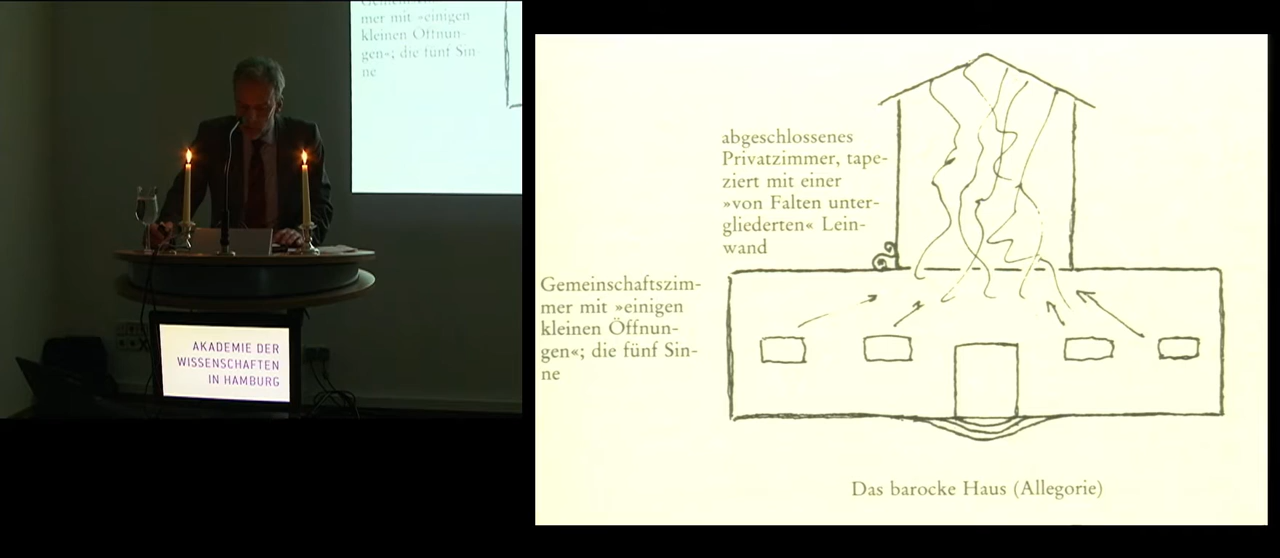 mer mit »einigen
kleinen Öffnun-
gen«; die fünf Sin-
ne
AKADEMIE DER
WISSENSCHAFTEN
IN HAMBURG
abgeschlossenes
Privatzimmer, tape-
ziert mit einer
»von Falten unter-
gliederten« Lein-
wand
Gemeinschaftszim-
mer mit »einigen
kleinen Öffnun-
gen«; die fünf Sin-
ne
Das barocke Haus (Allegorie)